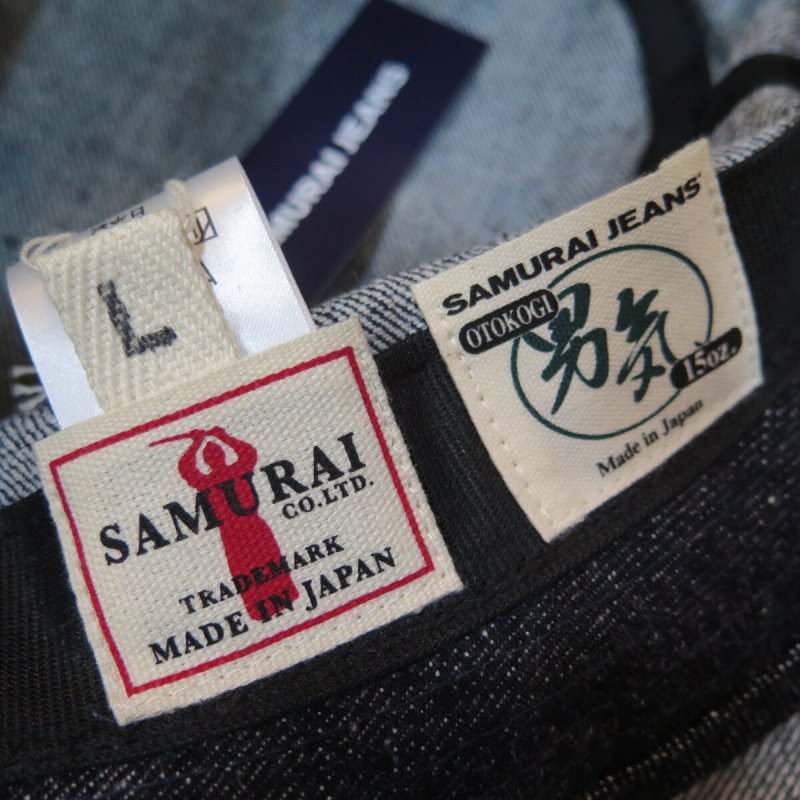 SAMURAI JEANS
L
SAMURAI
CO.LTD.
TRADEMARK
MADE IN JAPAN
SAMURAI JEANS
OTOKOGI
男気
15oz.
Made in Japan